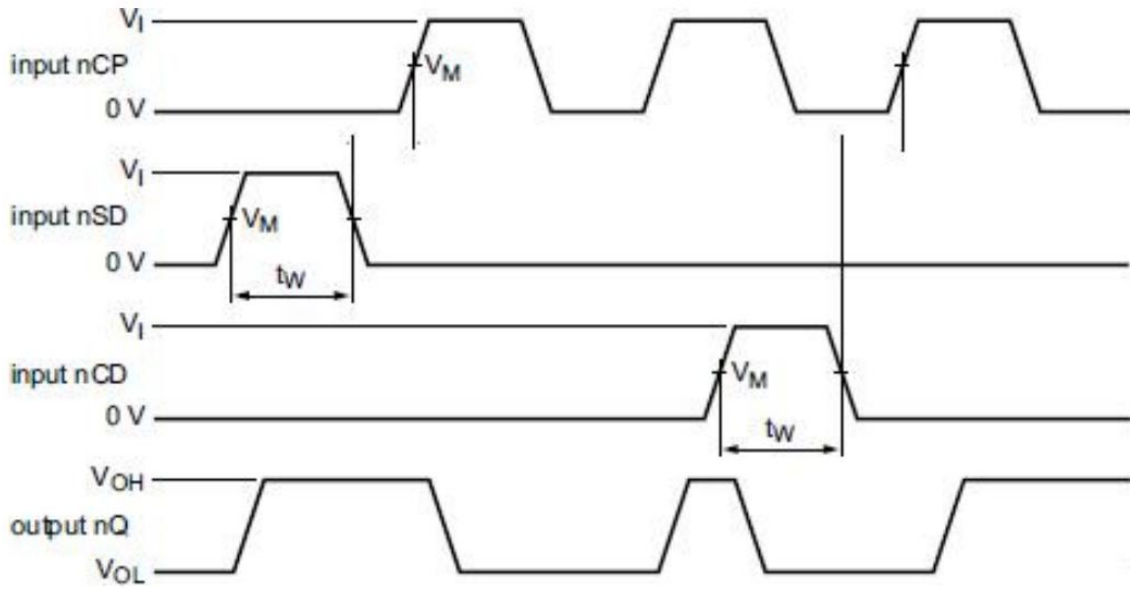 VI
input nCP
VM
0 V
VI
input nSD
VM
0 V
tW
VI
input nCD
VM
0 V
tW
VOH
output nQ
VOL